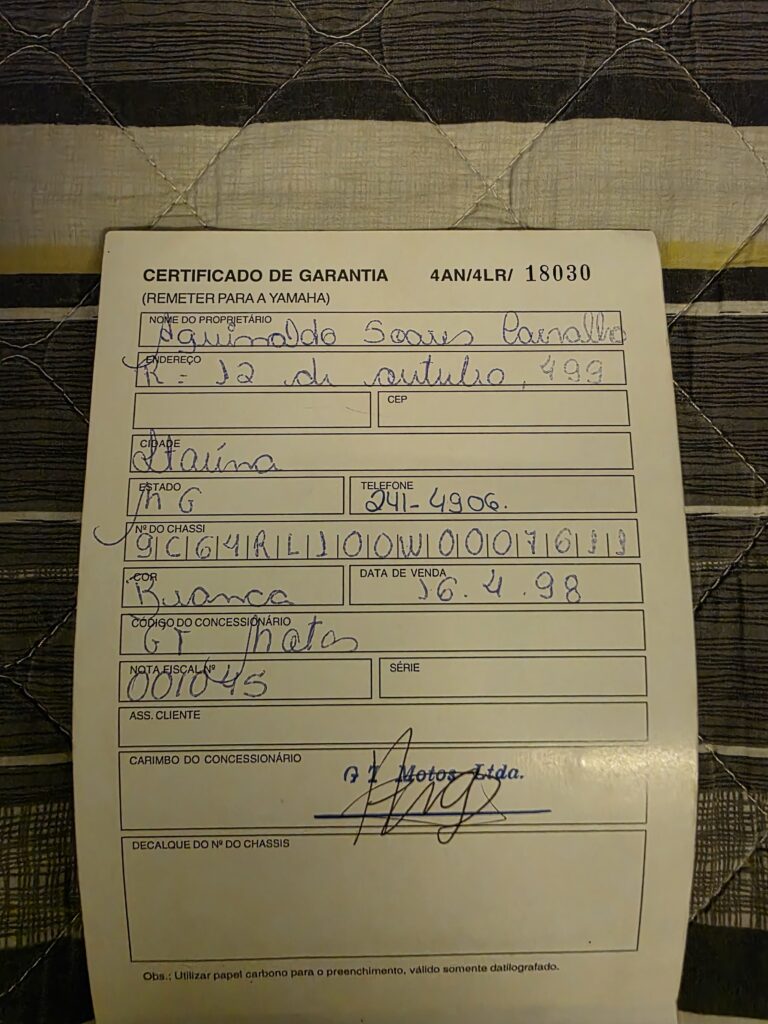 CERTIFICADO DE GARANTIA 4AN/4LR/ 18030
(REMETER PARA A YAMAHA)
NOME DO PROPRIETÁRIO
Aguinaldo Soares Carvalho
ENDEREÇO
R = 12 de outubro, 499
CEP
CIDADE
Itaúna
ESTADO TELEFONE
MG 241-4906.
Nº DO CHASSI
9C64RLJ00W0007611
COR DATA DE VENDA
Branca 16.4.98
CÓDIGO DO CONCESSIONÁRIO
GT Motos
NOTA FISCAL Nº SÉRIE
001045
ASS. CLIENTE
CARIMBO DO CONCESSIONÁRIO
G T Motos Ltda.
DECALQUE DO Nº DO CHASSIS
Obs.: Utilizar papel carbono para o preenchimento, válido somente datilografado.